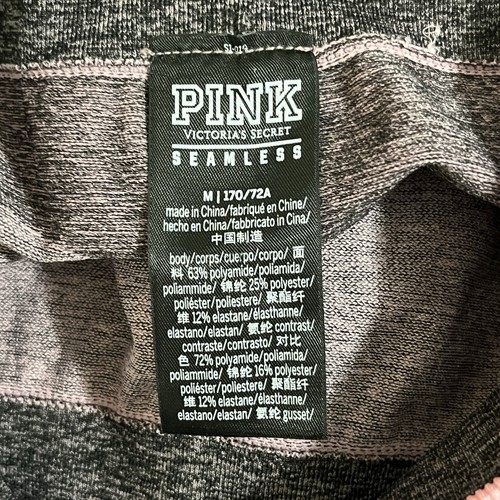 PINK
VICTORIA'S SECRET
SEAMLESS
M | 170/72A
made in China/fabriqué en Chine/
hecho en China/fabbricato in Cina/
中国制造
body/corps/cuerpo/corpo/ 面
料 63% polyamide/poliamida/
poliammide/ 锦纶 25% polyester/
poliéster/poliestere/ 聚酯纤
维 12% elastane/élasthanne/
elastano/elastan/ 氨纶 contrast/
contraste/contrasto/ 对比
色 72% polyamide/poliamida/
poliammide/ 锦纶 16% polyester/
poliéster/poliestere/ 聚酯纤
维 12% elastane/élasthanne/
elastano/elastan/ 氨纶 gusset/